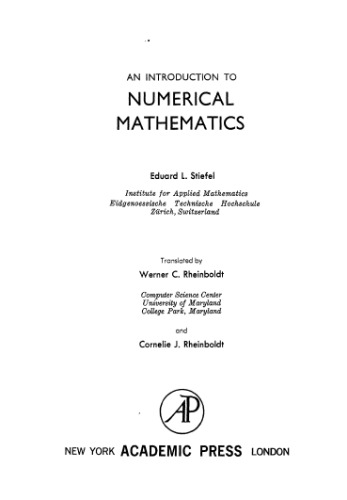 AN INTRODUCTION TO
NUMERICAL
MATHEMATICS
Eduard L. Stiefel
Institute for Applied Mathematics
Eidgenoessische Technische Hochschule
Zürich, Switzerland
Translated by
Werner C. Rheinboldt
Computer Science Center
University of Maryland
College Park, Maryland
and
Cornelie J. Rheinboldt
AP
NEW YORK ACADEMIC PRESS LONDON